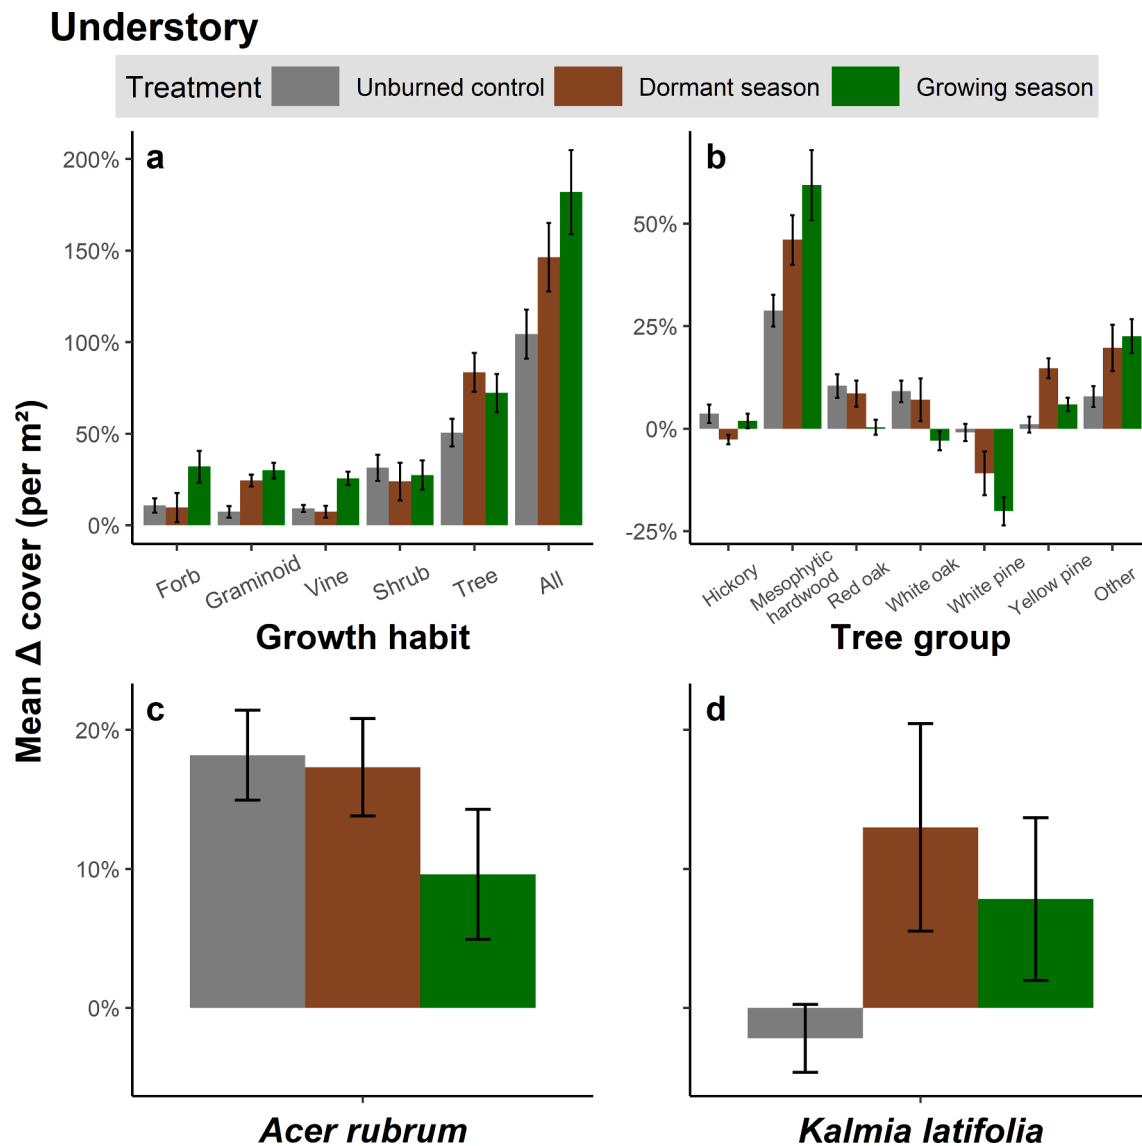 Understory
Treatment Unburned control Dormant season Growing season
a
200%
150%
100%
50%
0%
Forb Graminoid Vine Shrub Tree All
Growth habit
b
50%
25%
0%
-25%
Hickory Mesophytic hardwood Red oak White oak White pine Yellow pine Other
Tree group
Mean Δ cover (per m²)
c
20%
10%
0%
Acer rubrum
d
Kalmia latifolia